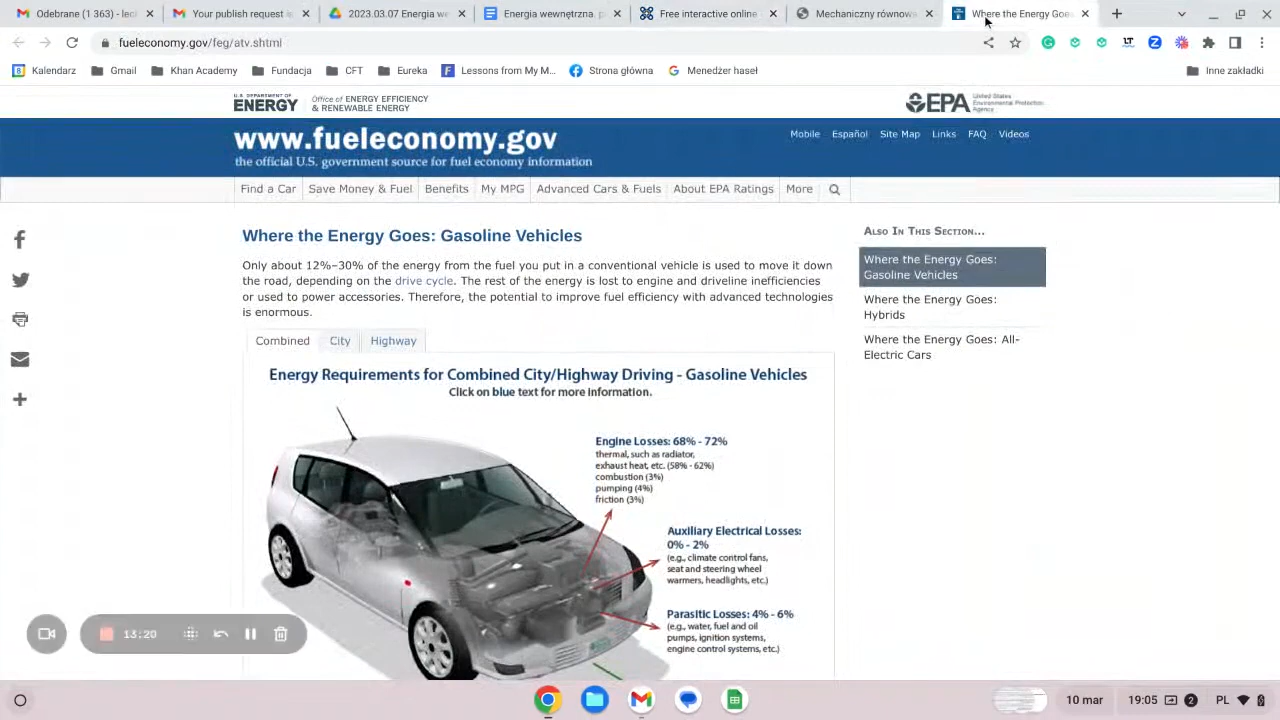 Odebrane (1 363) - lec
Your publish request
2023.03.07 Energia we
Energia wewnętrzna, p
Free interactive online
Mechaniczny równowa
Where the Energy Goe
fueleconomy.gov/feg/atv.shtml
Kalendarz
Gmail
Khan Academy
Fundacja
CFT
Eureka
Lessons from My M...
Strona główna
Menedżer haseł
Inne zakładki
U.S. DEPARTMENT OF
ENERGY
Office of ENERGY EFFICIENCY
& RENEWABLE ENERGY
EPA
United States
Environmental Protection
Agency
www.fueleconomy.gov
the official U.S. government source for fuel economy information
Mobile Español Site Map Links FAQ Videos
Find a Car Save Money & Fuel Benefits My MPG Advanced Cars & Fuels About EPA Ratings More
Where the Energy Goes: Gasoline Vehicles
Only about 12%–30% of the energy from the fuel you put in a conventional vehicle is used to move it down
the road, depending on the drive cycle. The rest of the energy is lost to engine and driveline inefficiencies
or used to power accessories. Therefore, the potential to improve fuel efficiency with advanced technologies
is enormous.
Combined City Highway
Energy Requirements for Combined City/Highway Driving - Gasoline Vehicles
Click on blue text for more information.
Engine Losses: 68% - 72%
thermal, such as radiator,
exhaust heat, etc. (58% - 62%)
combustion (3%)
pumping (4%)
friction (3%)
Auxiliary Electrical Losses:
0% - 2%
(e.g., climate control fans,
seat and steering wheel
warmers, headlights, etc.)
Parasitic Losses: 4% - 6%
(e.g., water, fuel and oil
pumps, ignition systems,
engine control systems, etc.)
Also In This Section...
Where the Energy Goes:
Gasoline Vehicles
Where the Energy Goes:
Hybrids
Where the Energy Goes: All-
Electric Cars
13:20
10 mar
19:05
2
PL